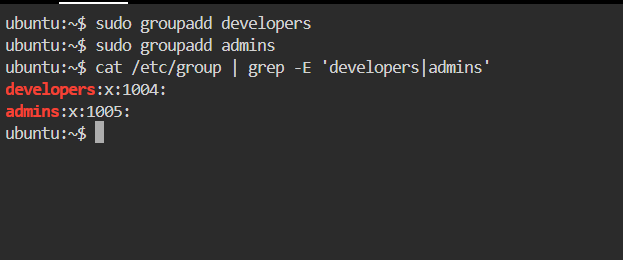 ubuntu:~$ sudo groupadd developers
ubuntu:~$ sudo groupadd admins
ubuntu:~$ cat /etc/group | grep -E 'developers|admins'
developers:x:1004:
admins:x:1005:
ubuntu:~$